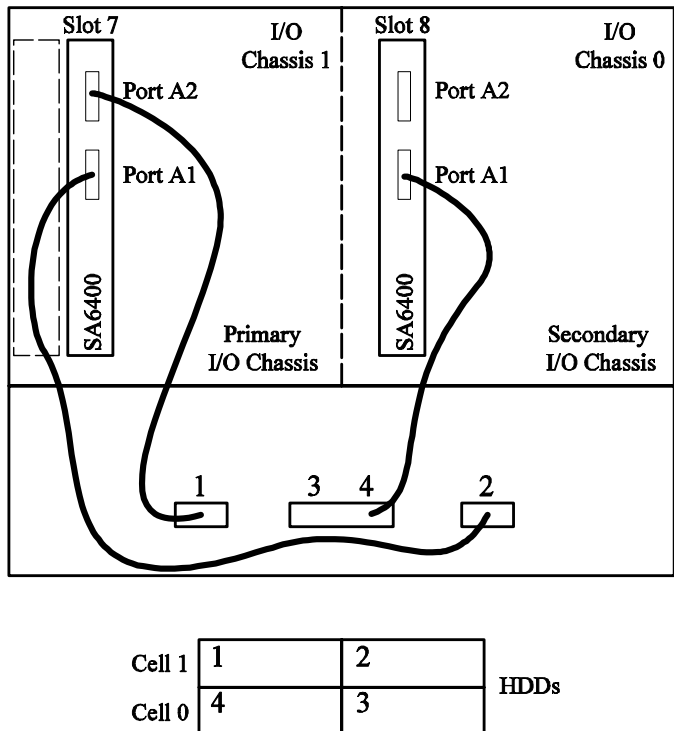 Slot 7
I/O
Chassis 1
Slot 8
I/O
Chassis 0
Port A2
Port A2
Port A1
Port A1
SA6400
SA6400
Primary
I/O Chassis
Secondary
I/O Chassis
1
3 4
2
Cell 1 1 2
HDDs
Cell 0 4 3